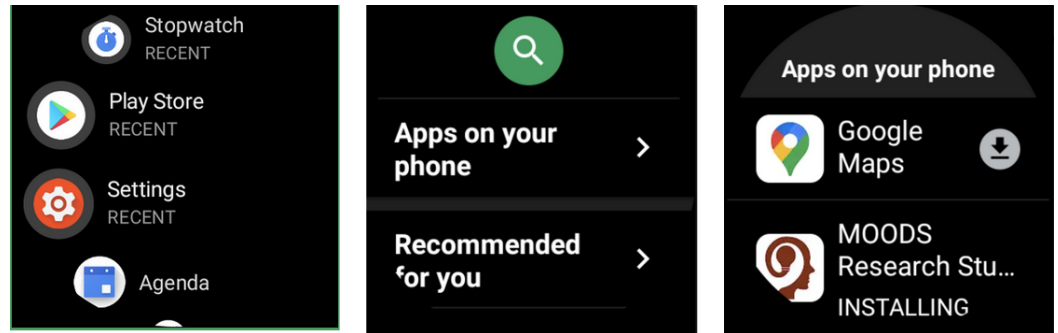 Stopwatch
RECENT
Play Store
RECENT
Settings
RECENT
Agenda
Apps on your
phone
Recommended
for you
Apps on your phone
Google
Maps
MOODS
Research Stu...
INSTALLING